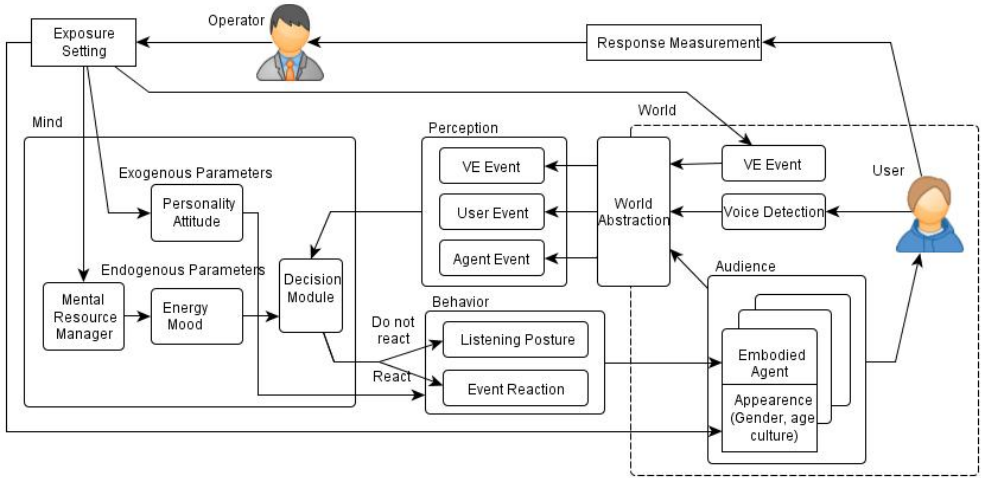 Operator
Exposure
Setting
Response Measurement
World
Mind
Perception
VE Event
VE Event
User
Exogenous Parameters
Personality
Attitude
User Event
World
Abstraction
Voice Detection
Agent Event
Endogenous Parameters
Decision
Module
Audience
Mental
Resource
Manager
Energy
Mood
Behavior
Do not
react
Listening Posture
React
Event Reaction
Embodied
Agent
Appearence
(Gender, age
culture)